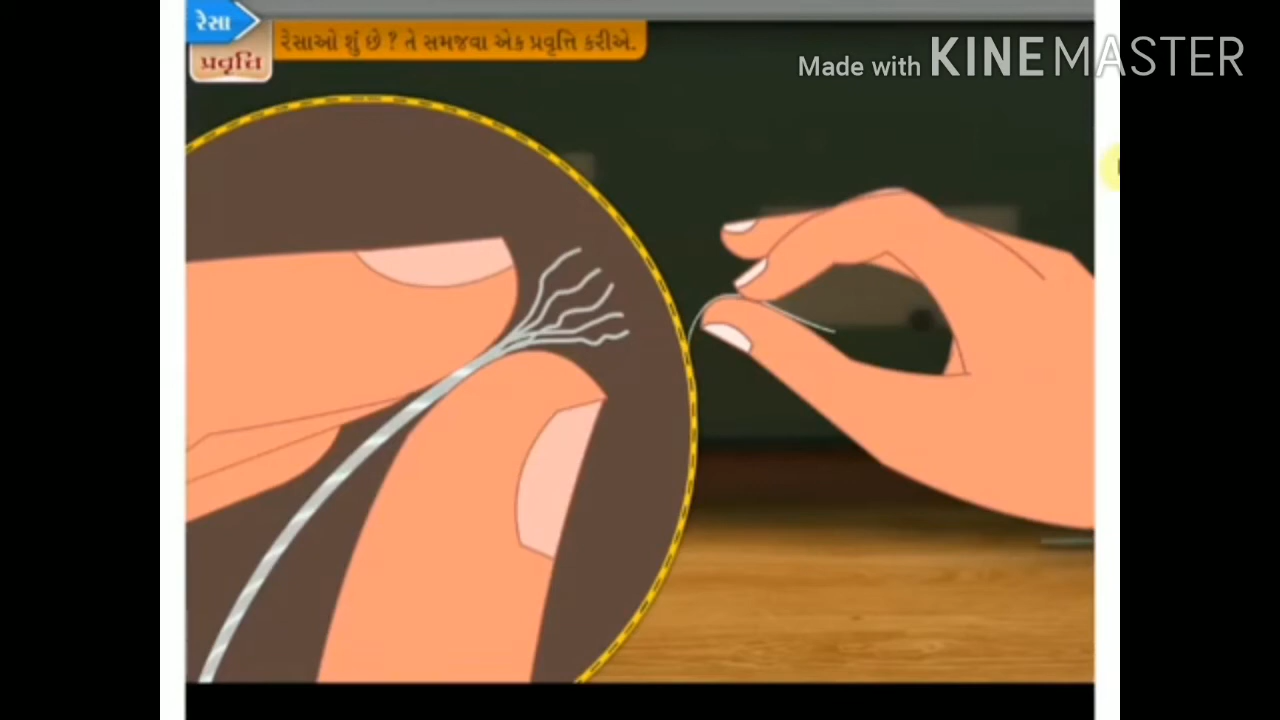 રેસા
રેસાઓ શું છે ? તે સમજવા એક પ્રવૃત્તિ કરીએ.
પ્રવૃત્તિ
Made with KINEMASTER